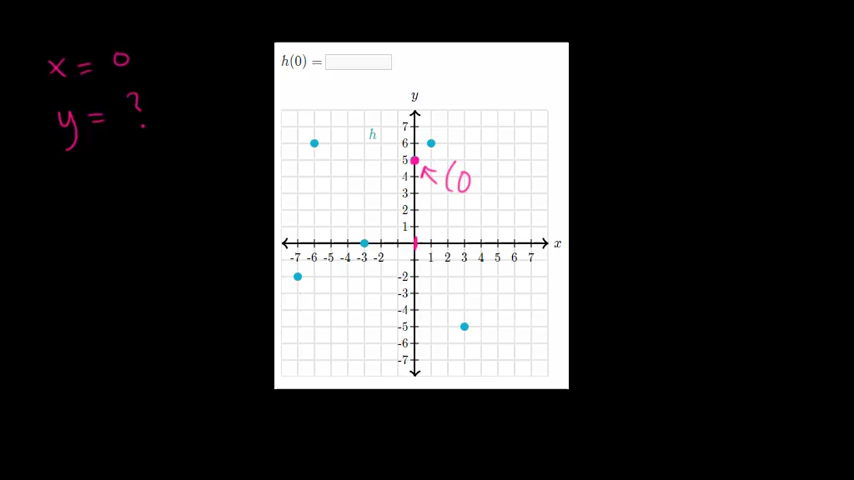 x = 0
y = ?
h(0) =
y
h
7
6
5
4
(0
3
2
1
x
-7 -6 -5 -4 -3 -2 1 2 3 4 5 6 7
-2
-3
-4
-5
-6
-7